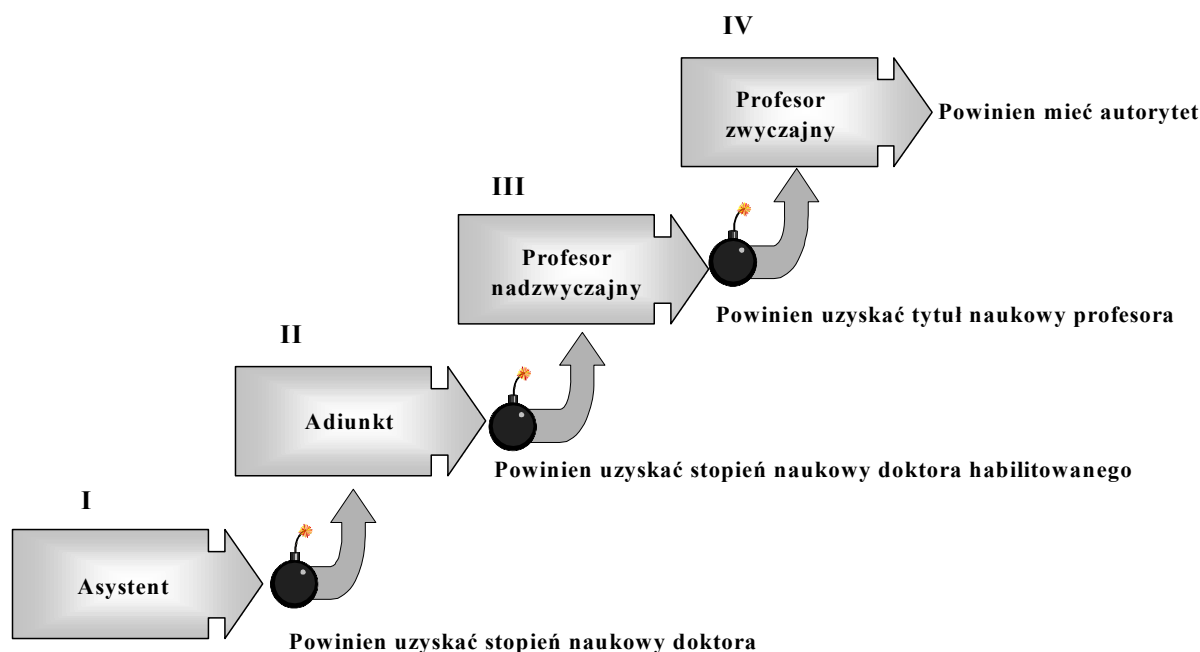 IV
Profesor
zwyczajny
Powinien mieć autorytet
III
Profesor
nadzwyczajny
Powinien uzyskać tytuł naukowy profesora
II
Adiunkt
Powinien uzyskać stopień naukowy doktora habilitowanego
I
Asystent
Powinien uzyskać stopień naukowy doktora